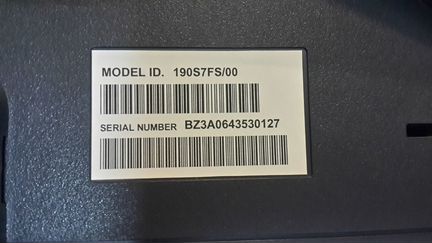 MODEL ID. 190S7FS/00
SERIAL NUMBER BZ3A0643530127